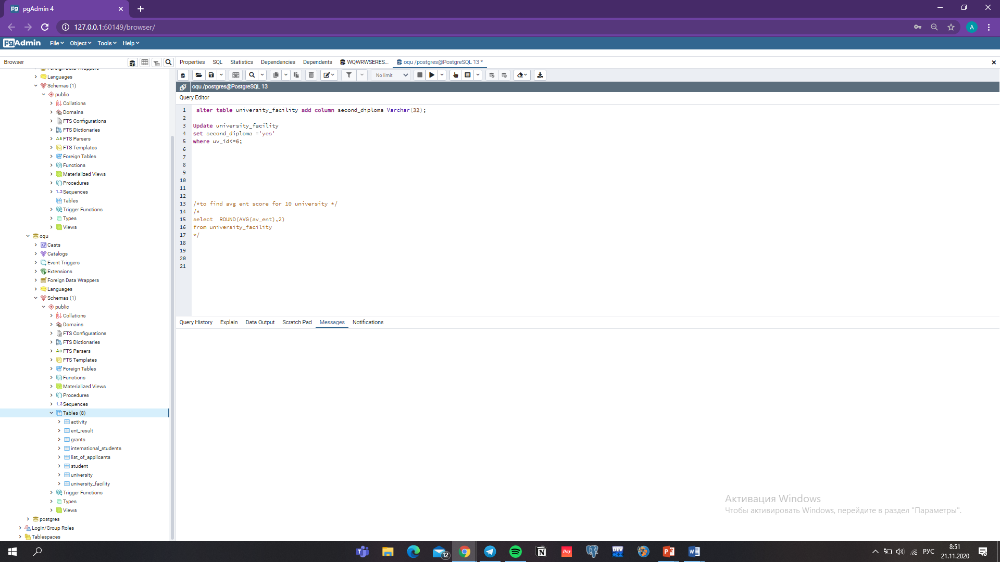 pgAdmin 4
127.0.0.1:60149/browser/
A
pgAdmin File Object Tools Help
Browser
Properties SQL Statistics Dependencies Dependents WQWRWSERES... oqu /postgres@PostgreSQL 13 *
No limit
oqu /postgres@PostgreSQL 13
Query Editor
Foreign Data Wrappers
Languages
Schemas (1)
public
Collations
Domains
FTS Configurations
FTS Dictionaries
FTS Parsers
FTS Templates
Foreign Tables
Functions
Materialized Views
Procedures
Sequences
Tables
Trigger Functions
Types
Views
oqu
Casts
Catalogs
Event Triggers
Extensions
Foreign Data Wrappers
Languages
Schemas (1)
public
Collations
Domains
FTS Configurations
FTS Dictionaries
FTS Parsers
FTS Templates
Foreign Tables
Functions
Materialized Views
Procedures
Sequences
Tables (8)
activity
ent_result
grants
international_students
list_of_applicants
student
university
university_facility
Trigger Functions
Types
Views
postgres
Login/Group Roles
Tablespaces
1 alter table university_facility add column second_diploma Varchar(32);
2
3 Update university_facility
4 set second_diploma ='yes'
5 where uv_id<=6;
6
7
8
9
10
11
12
13 /*to find avg ent score for 10 university */
14 /*
15 select  ROUND(AVG(av_ent),2)
16 from university_facility
17 */
18
19
20
21
Query History Explain Data Output Scratch Pad Messages Notifications
Активация Windows
Чтобы активировать Windows, перейдите в раздел "Параметры".
12
РУС
8:51
21.11.2020